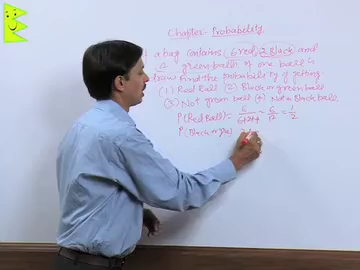 Chapter- Probability
a bag contains 6 red, 2 Black and
4 green balls if one ball is
Find the probability of getting
(1) Red Ball (2) Black or green ball
(3) Not green ball (4) Not a Black ball.
P(Red Ball) = 6/6+2+4 = 6/12 = 1/2
P(Black or